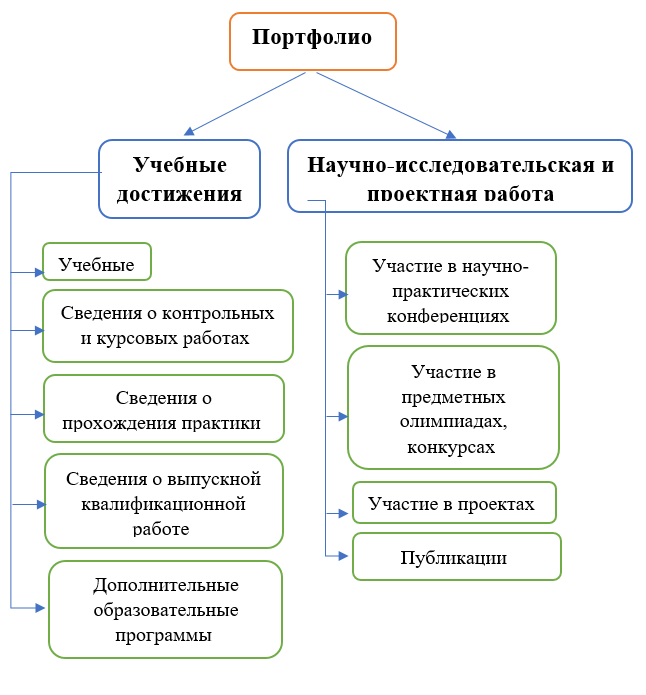 Портфолио
Учебные
достижения
Научно-исследовательская и
проектная работа
Учебные
Сведения о контрольных
и курсовых работах
Сведения о
прохождения практики
Сведения о выпускной
квалификационной
работе
Дополнительные
образовательные
программы
Участие в научно-
практических
конференциях
Участие в
предметных
олимпиадах,
конкурсах
Участие в проектах
Публикации